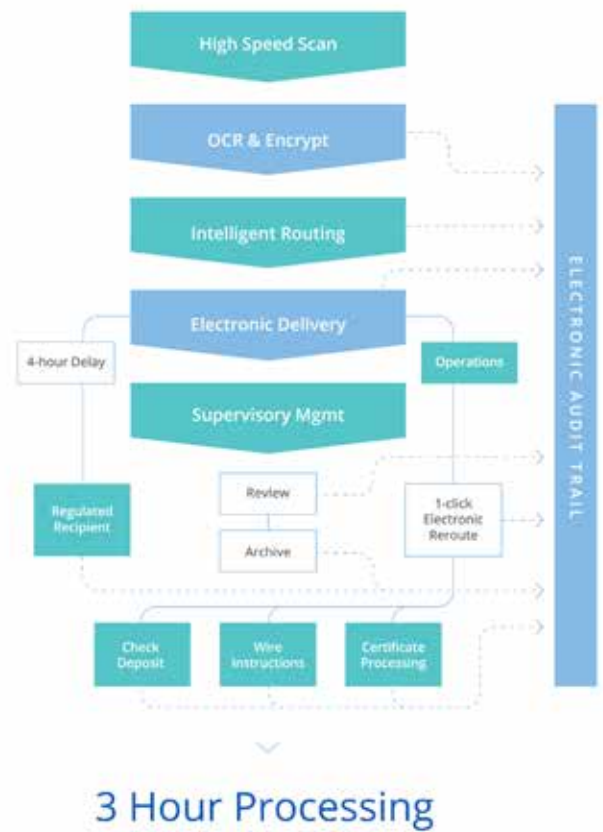 High Speed Scan
OCR & Encrypt
Intelligent Routing
Electronic Delivery
4-hour Delay
Operations
Supervisory Mgmt
Regulated
Recipient
Review
Archive
1-click
Electronic
Reroute
Check
Deposit
Wire
Instructions
Certificate
Processing
ELECTRONIC AUDIT TRAIL
3 Hour Processing